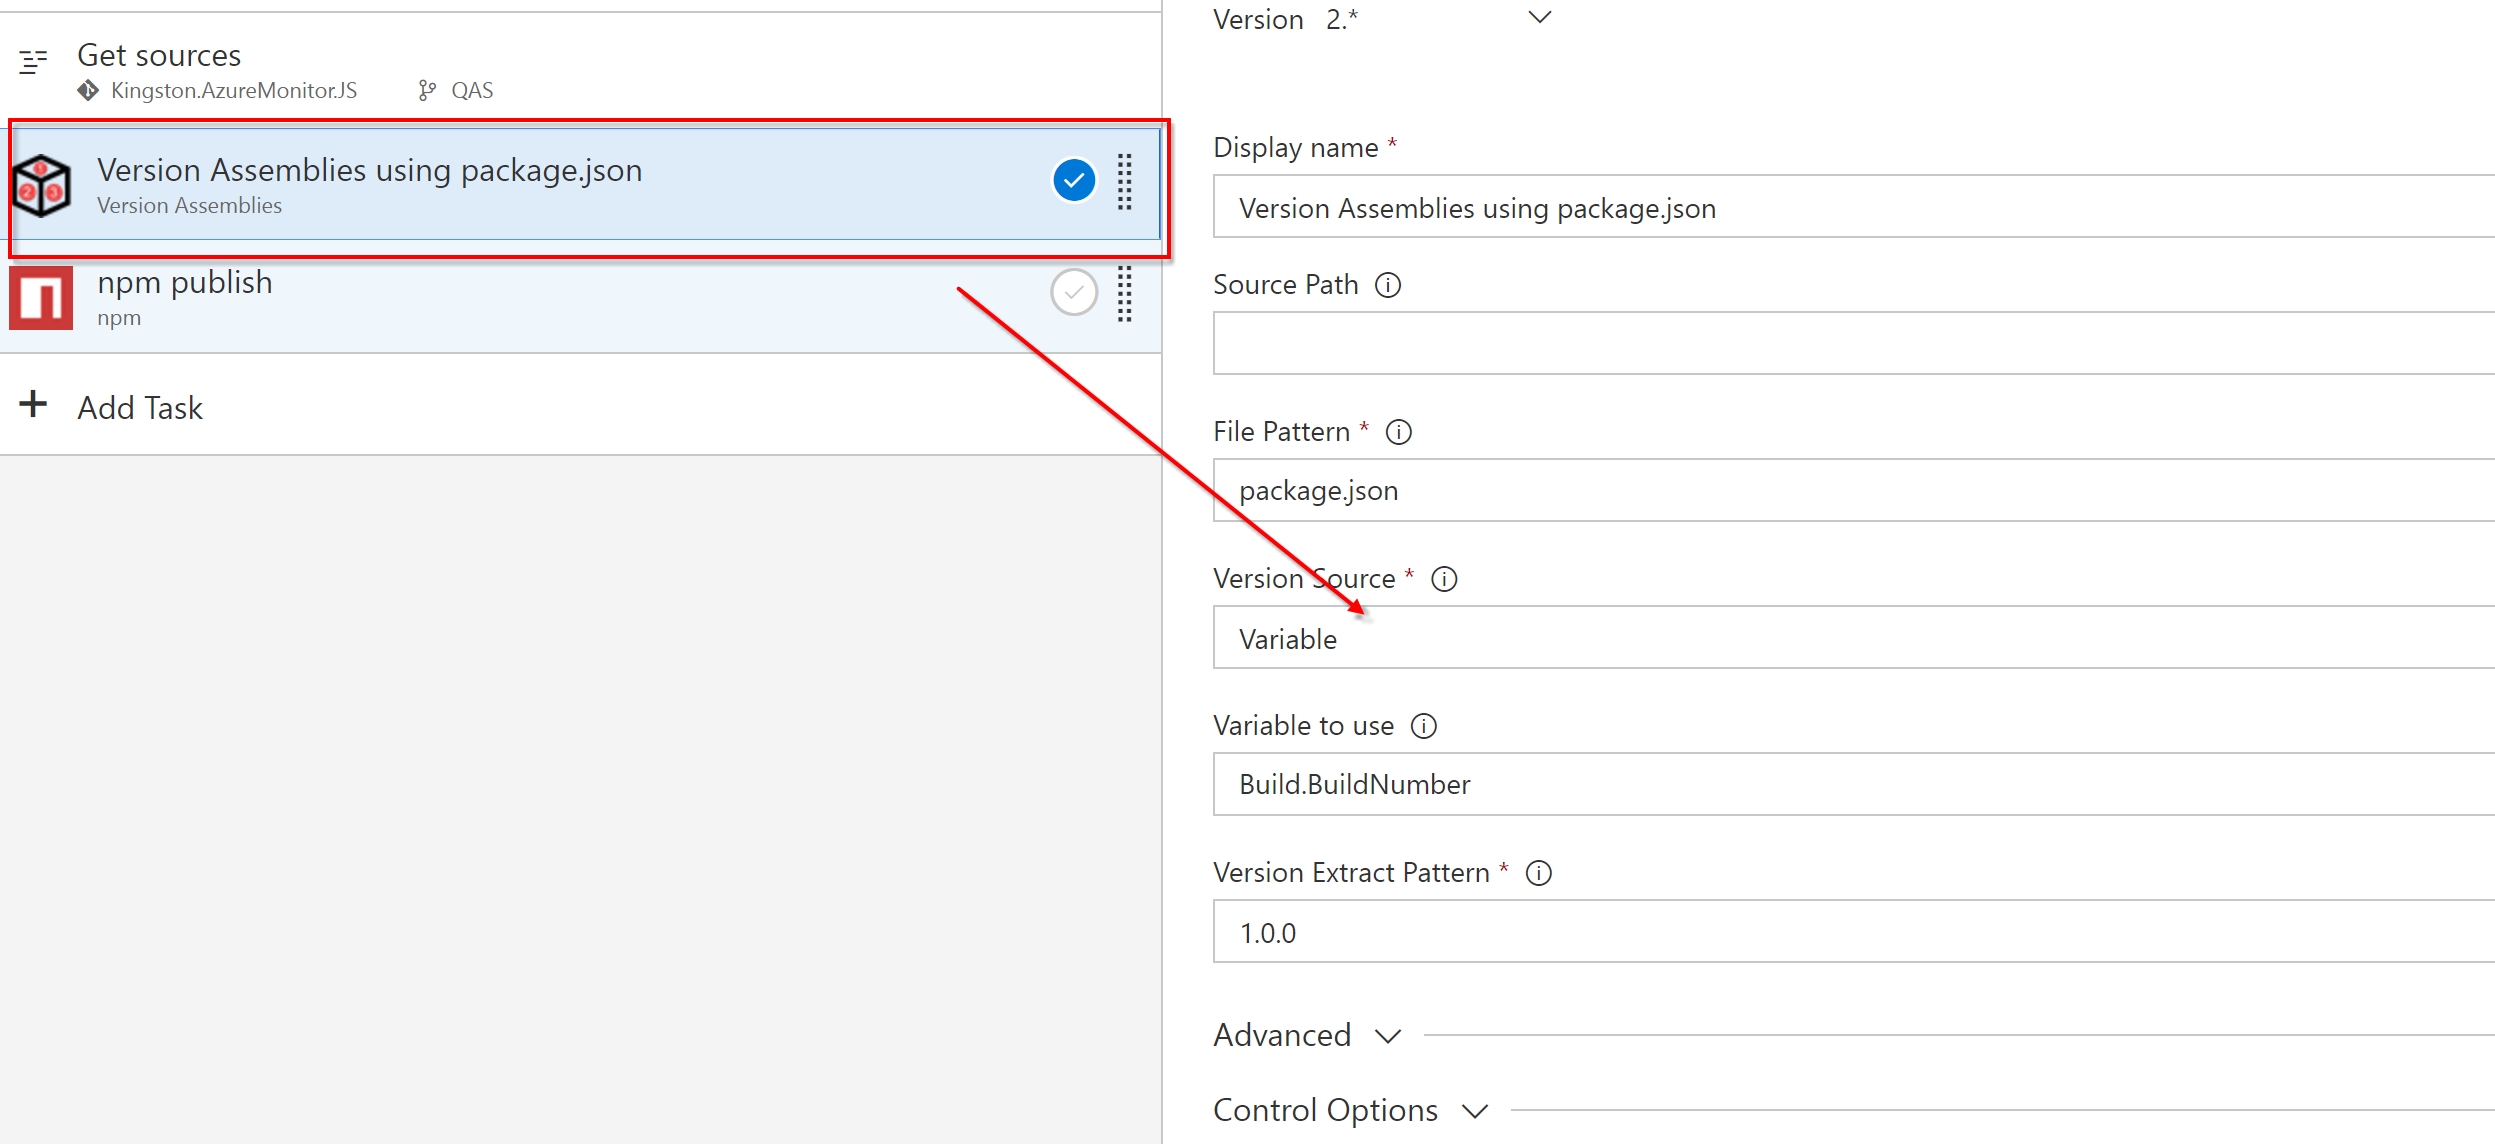 Get sources
Kingston.AzureMonitor.JS QAS
Version Assemblies using package.json
Version Assemblies
npm publish
npm
Add Task
Version 2.*
Display name *
Version Assemblies using package.json
Source Path
File Pattern *
package.json
Version Source *
Variable
Variable to use
Build.BuildNumber
Version Extract Pattern *
1.0.0
Advanced
Control Options